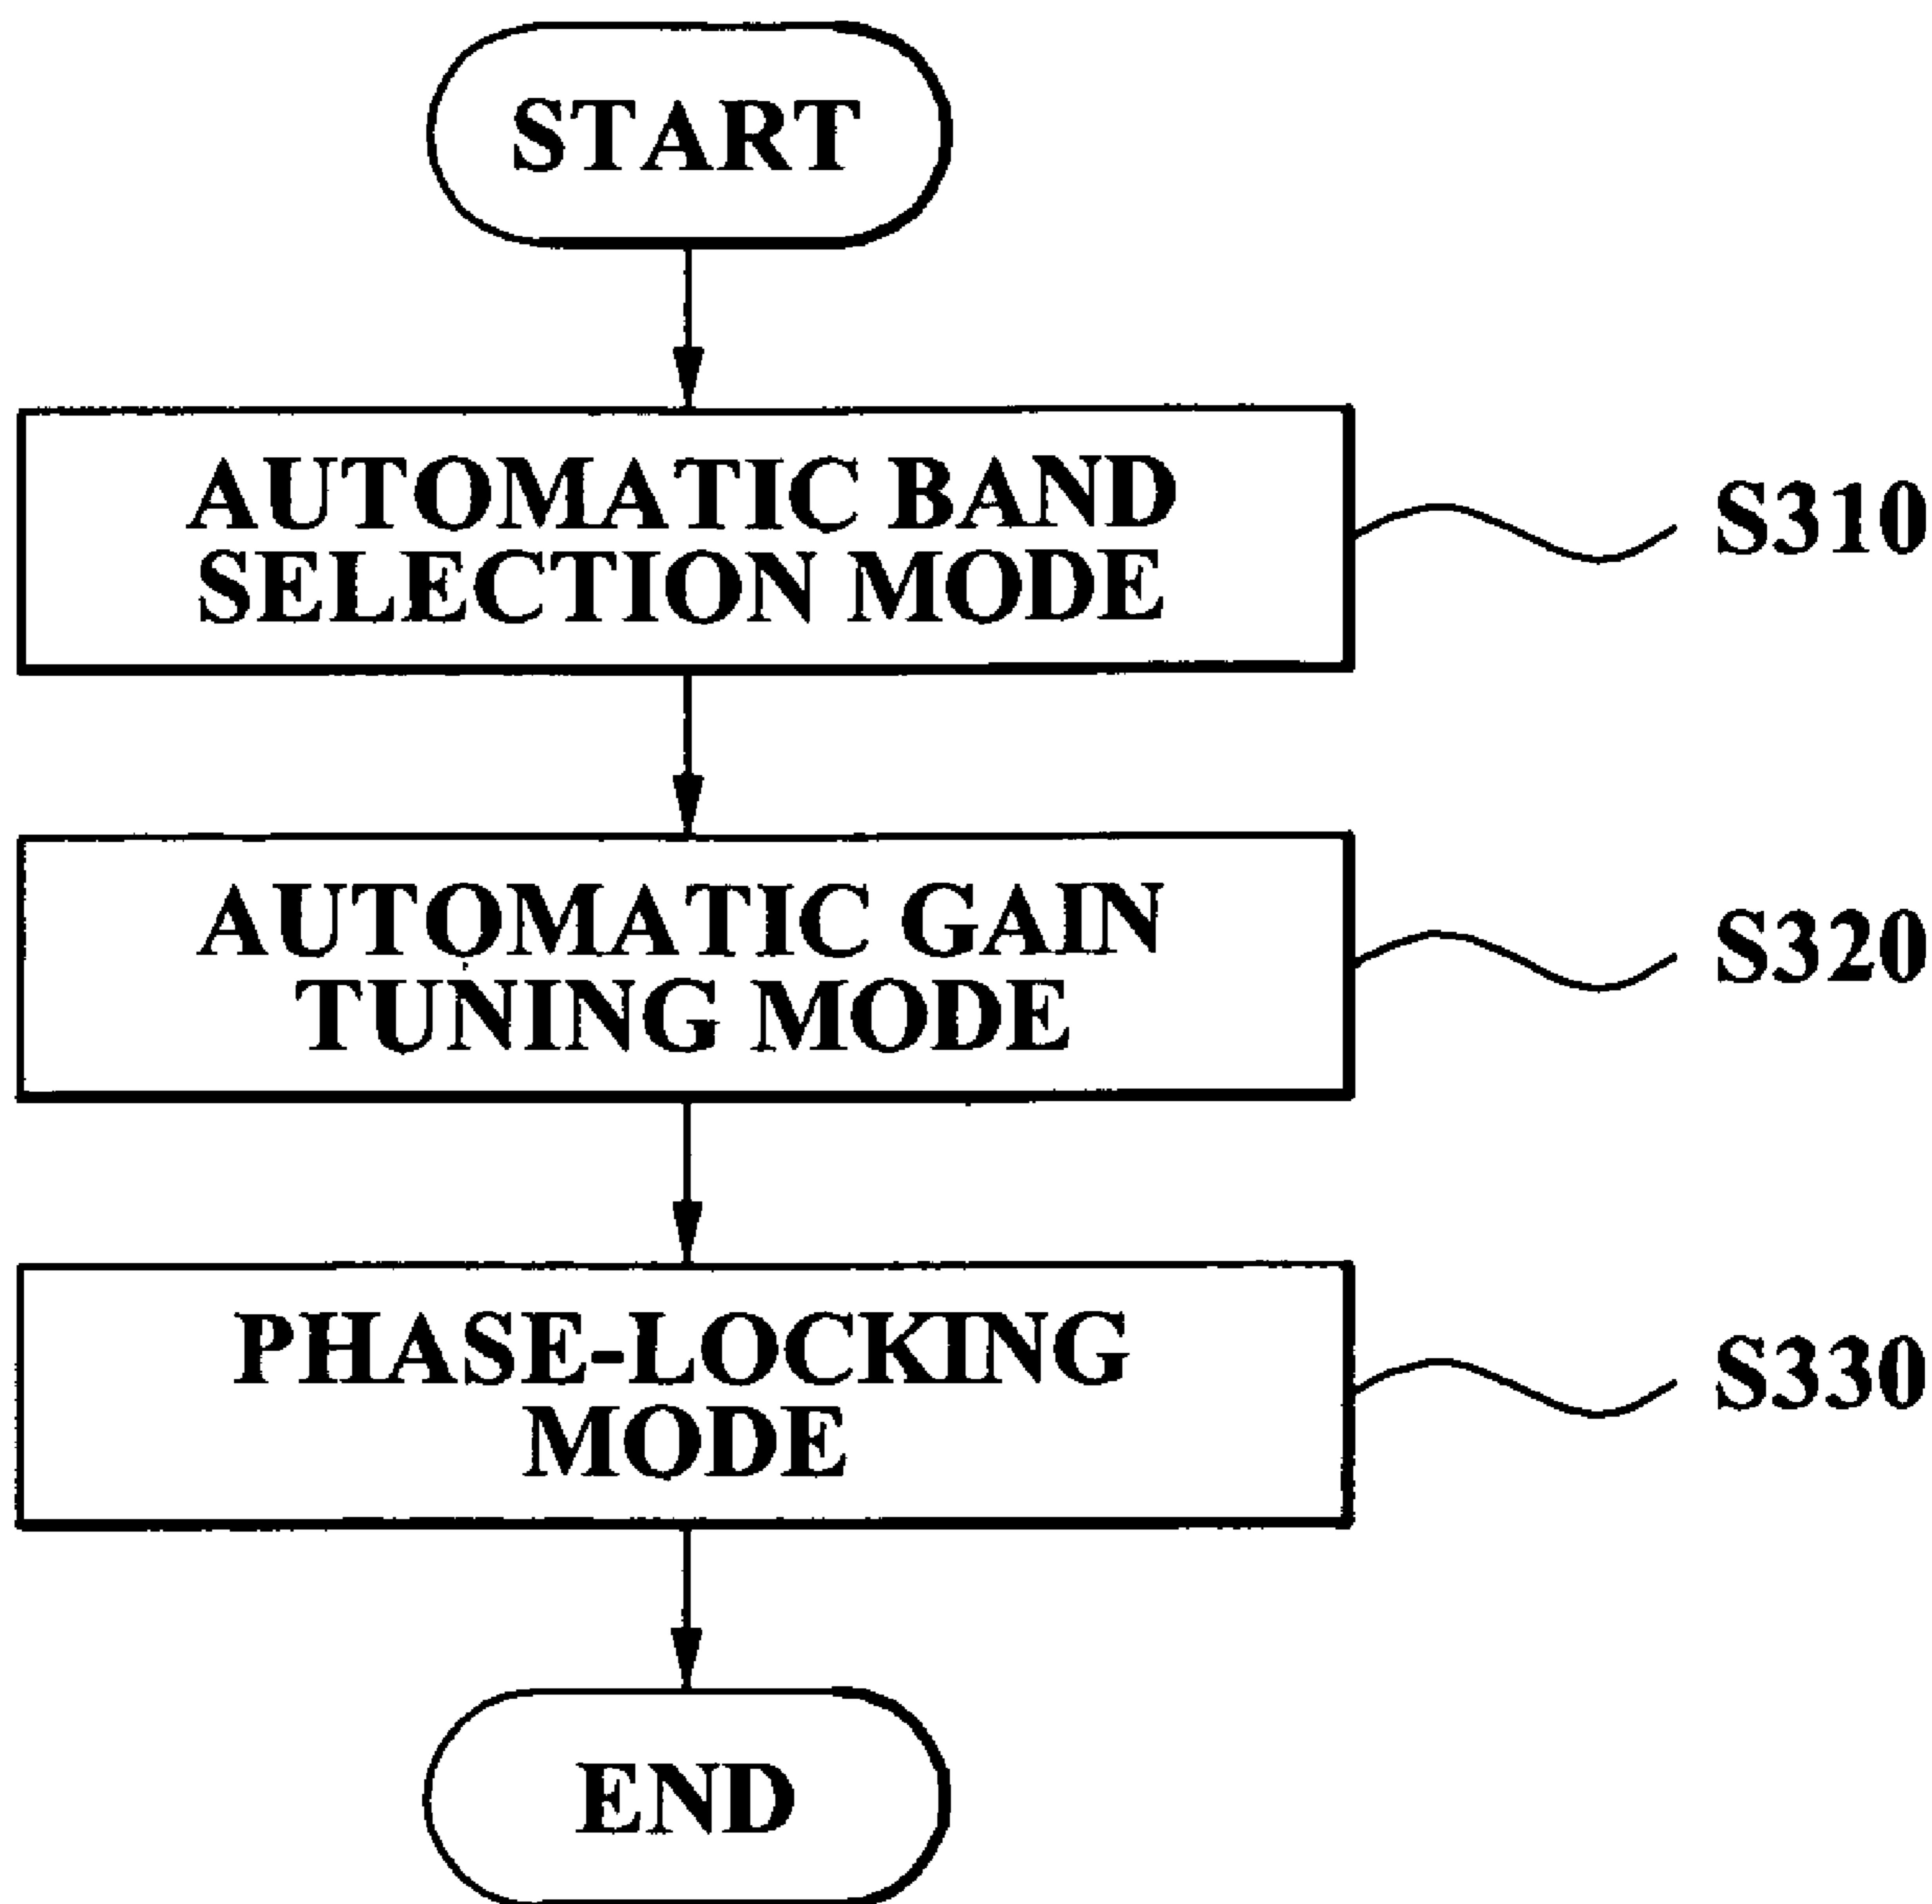 START
AUTOMATIC BAND
SELECTION MODE
S310
AUTOMATIC GAIN
TUNING MODE
S320
PHASE-LOCKING
MODE
S330
END